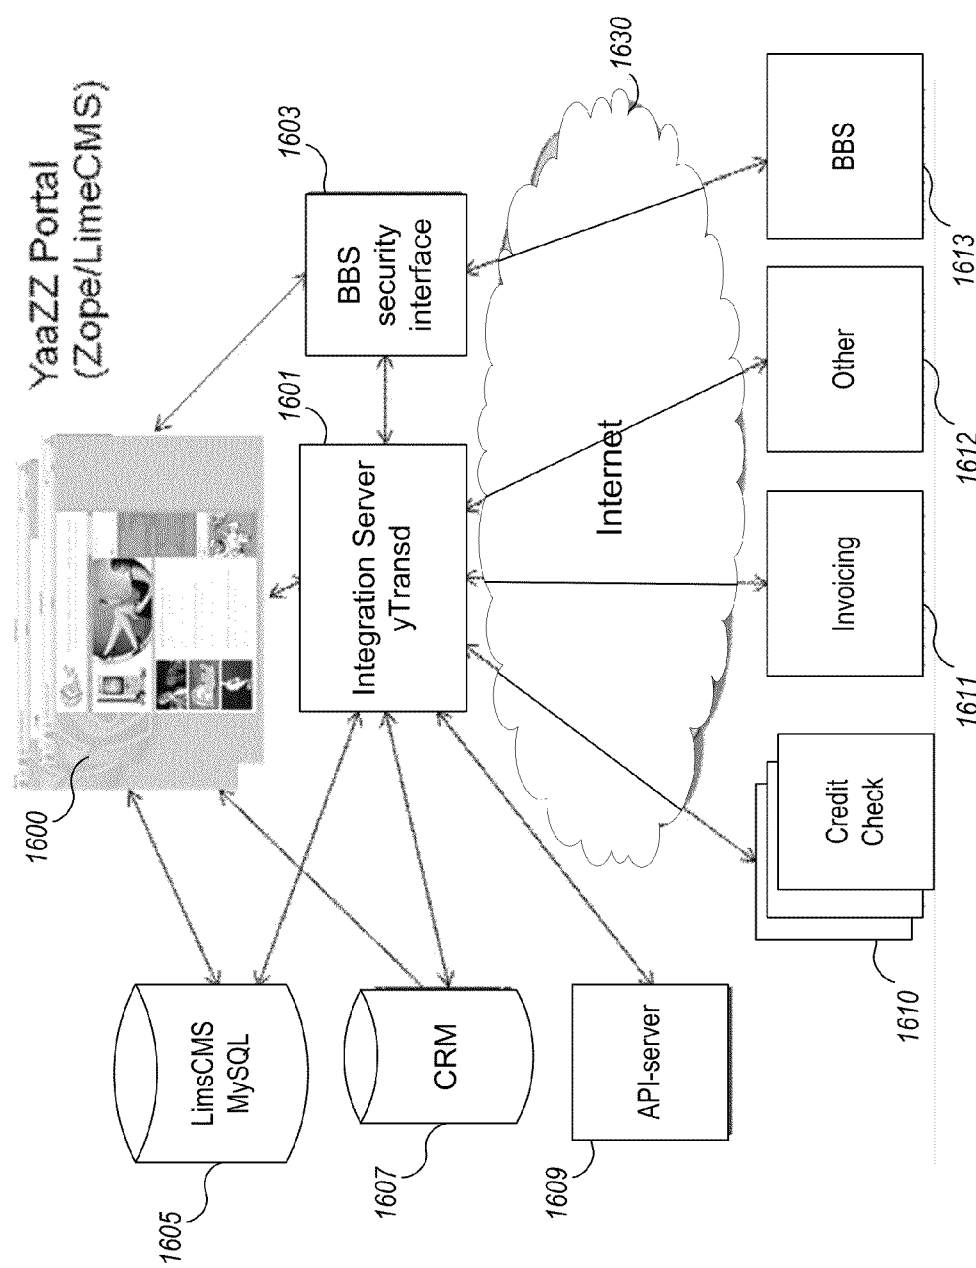 YaaZZ Portal
(Zope/LimeCMS)
1600
LimsCMS
MySQL
1605
CRM
1607
API-server
1609
Integration Server
yTransd
1601
BBS
security
interface
1603
Internet
1630
Credit
Check
1610
Invoicing
1611
Other
1612
BBS
1613